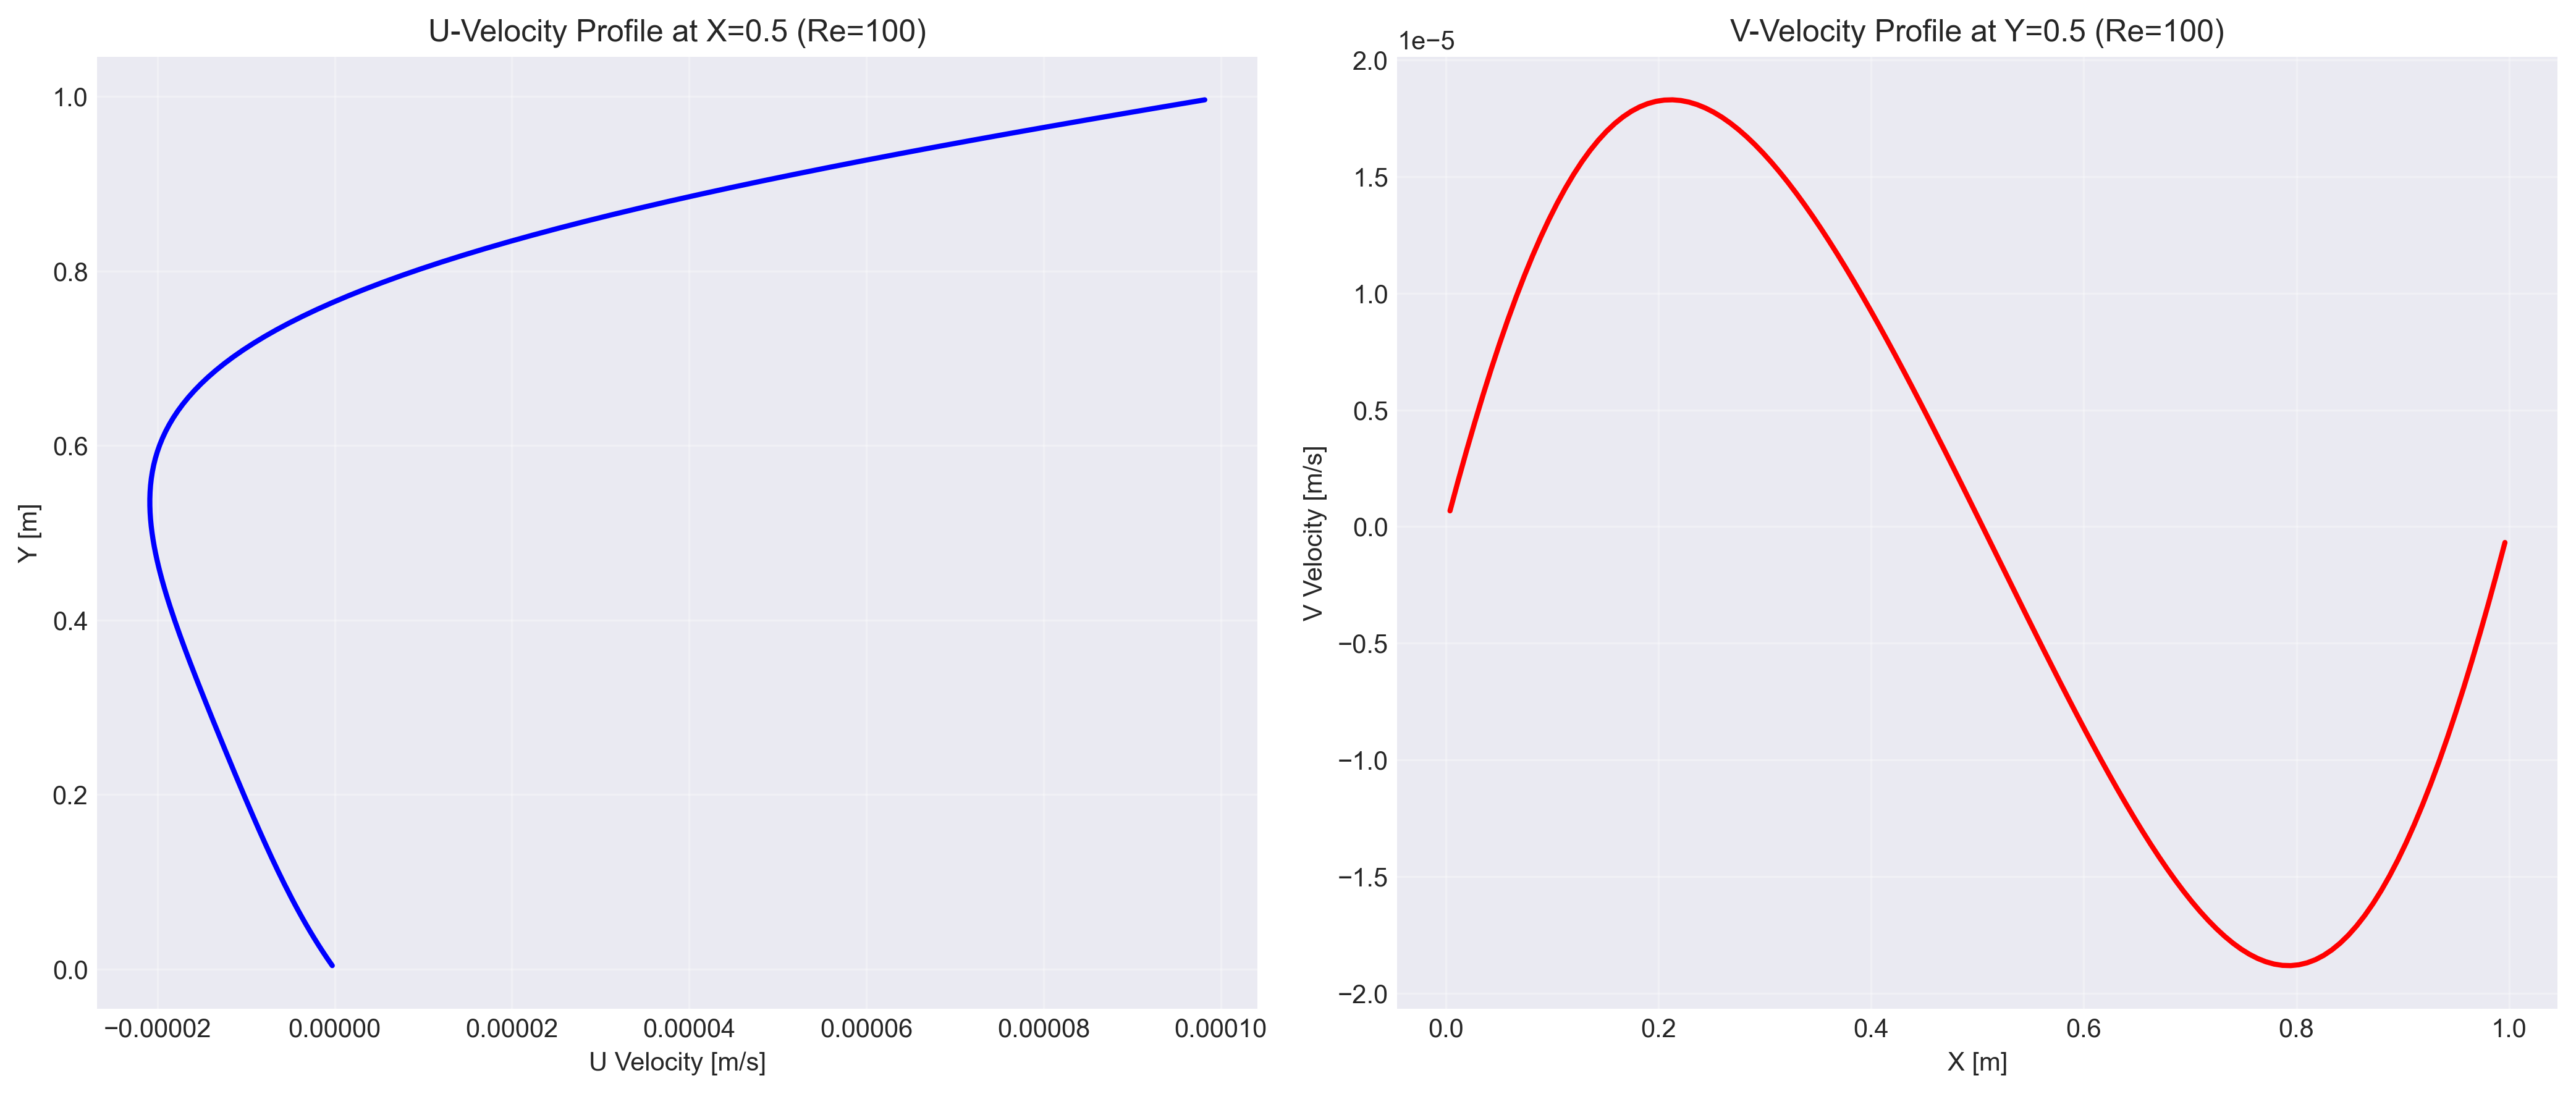 U-Velocity Profile at X=0.5 (Re=100)
1.0
0.8
0.6
0.4
0.2
0.0
Y [m]
−0.00002 0.00000 0.00002 0.00004 0.00006 0.00008 0.00010
U Velocity [m/s]
V-Velocity Profile at Y=0.5 (Re=100)
1e−5
2.0
1.5
1.0
0.5
0.0
−0.5
−1.0
−1.5
−2.0
V Velocity [m/s]
0.0 0.2 0.4 0.6 0.8 1.0
X [m]